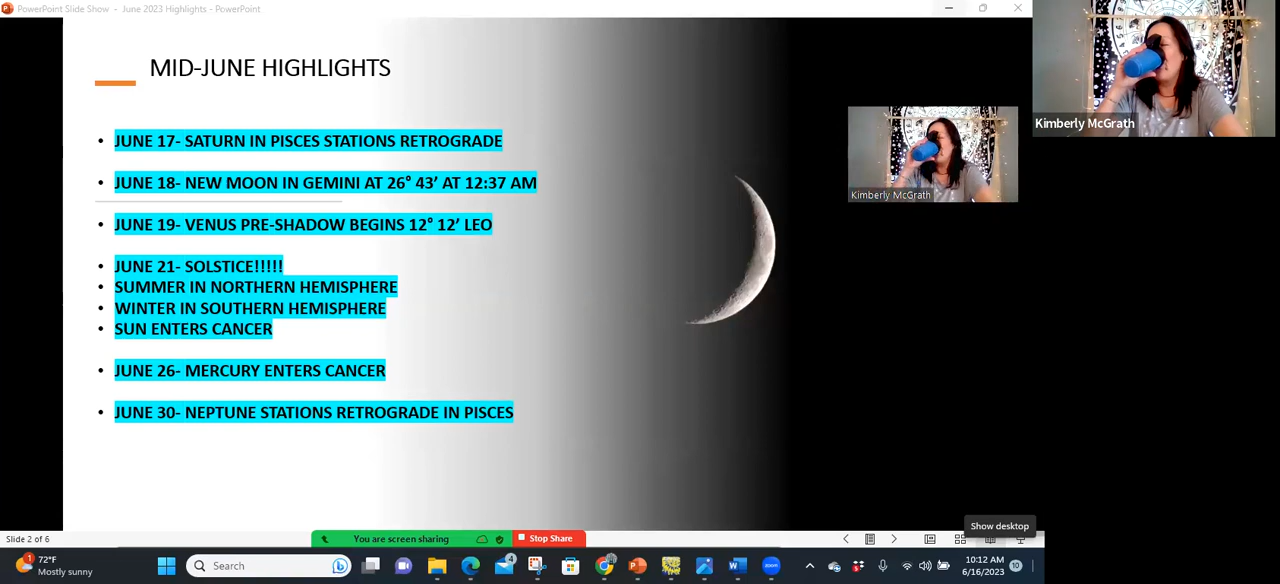 PowerPoint Slide Show - June 2023 Highlights - PowerPoint
MID-JUNE HIGHLIGHTS
• JUNE 17- SATURN IN PISCES STATIONS RETROGRADE
• JUNE 18- NEW MOON IN GEMINI AT 26° 43’ AT 12:37 AM
• JUNE 19- VENUS PRE-SHADOW BEGINS 12° 12’ LEO
• JUNE 21- SOLSTICE!!!!!
• SUMMER IN NORTHERN HEMISPHERE
• WINTER IN SOUTHERN HEMISPHERE
• SUN ENTERS CANCER
• JUNE 26- MERCURY ENTERS CANCER
• JUNE 30- NEPTUNE STATIONS RETROGRADE IN PISCES
Kimberly McGrath
Kimberly McGrath
Show desktop
Slide 2 of 6
You are screen sharing
Stop Share
1
72°F
Mostly sunny
Search
4
W
zoom
10:12 AM
6/16/2023
10